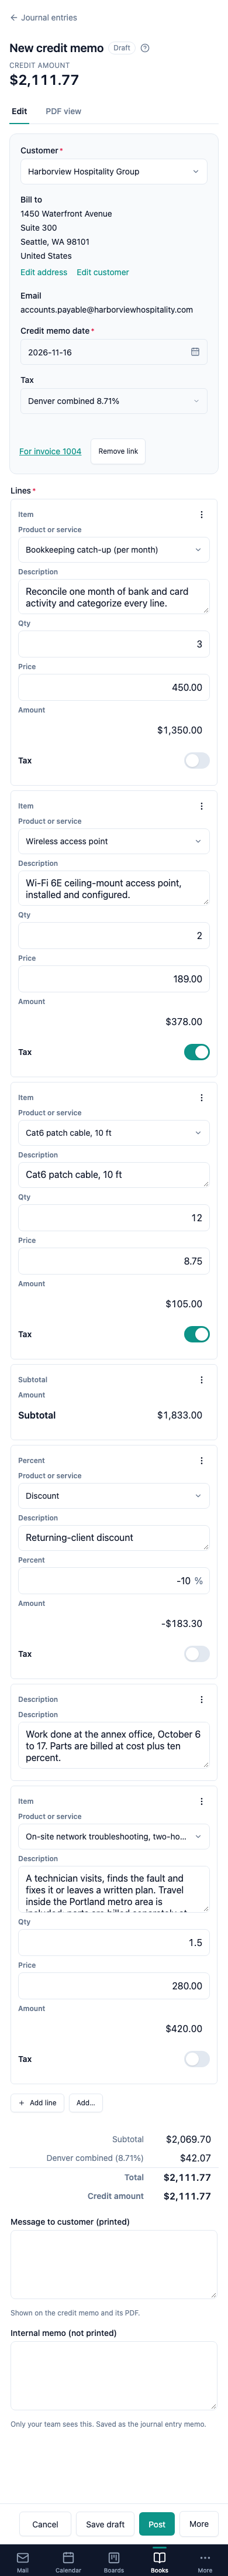 Journal entries
New credit memo Draft
CREDIT AMOUNT
$2,111.77
Edit PDF view
Customer*
Harborview Hospitality Group
Bill to
1450 Waterfront Avenue
Suite 300
Seattle, WA 98101
United States
Edit address Edit customer
Email
accounts.payable@harborviewhospitality.com
Credit memo date*
2026-11-16
Tax
Denver combined 8.71%
For invoice 1004 Remove link
Lines*
Item
Product or service
Bookkeeping catch-up (per month)
Description
Reconcile one month of bank and card
activity and categorize every line.
Qty
3
Price
450.00
Amount
$1,350.00
Tax
Item
Product or service
Wireless access point
Description
Wi-Fi 6E ceiling-mount access point,
installed and configured.
Qty
2
Price
189.00
Amount
$378.00
Tax
Item
Product or service
Cat6 patch cable, 10 ft
Description
Cat6 patch cable, 10 ft
Qty
12
Price
8.75
Amount
$105.00
Tax
Subtotal
Amount
Subtotal $1,833.00
Percent
Product or service
Discount
Description
Returning-client discount
Percent
-10 %
Amount
-$183.30
Tax
Description
Description
Work done at the annex office, October 6
to 17. Parts are billed at cost plus ten
percent.
Item
Product or service
On-site network troubleshooting, two-ho...
Description
A technician visits, finds the fault and
fixes it or leaves a written plan. Travel
inside the Portland metro area is
included, parts are billed separately at
Qty
1.5
Price
280.00
Amount
$420.00
Tax
+ Add line Add...
Subtotal $2,069.70
Denver combined (8.71%) $42.07
Total $2,111.77
Credit amount $2,111.77
Message to customer (printed)
Shown on the credit memo and its PDF.
Internal memo (not printed)
Only your team sees this. Saved as the journal entry memo.
Cancel Save draft Post More
Mail Calendar Boards Books More